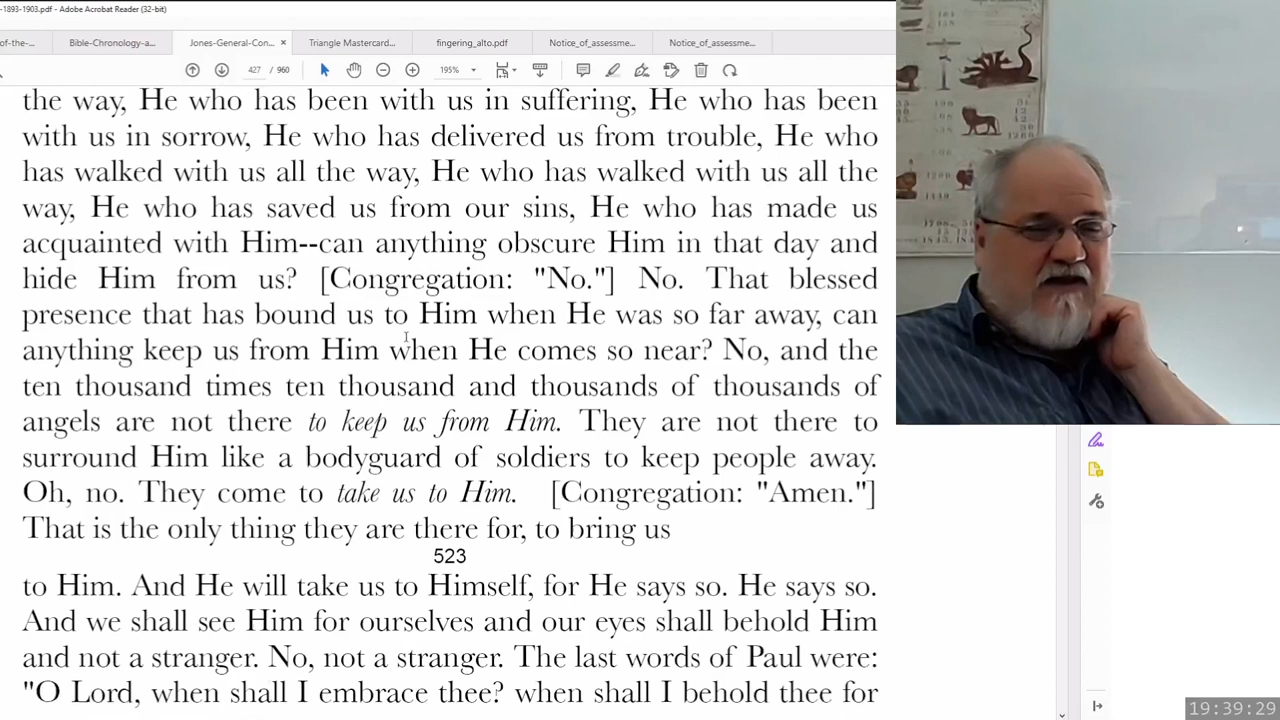 -1893-1903.pdf - Adobe Acrobat Reader (32-bit)
of-the-... Bible-Chronology-a... Jones-General-Con... × Triangle Mastercard... fingering_alto.pdf Notice_of_assessme... Notice_of_assessme...
427 / 960 195%
the way, He who has been with us in suffering, He who has been
with us in sorrow, He who has delivered us from trouble, He who
has walked with us all the way, He who has walked with us all the
way, He who has saved us from our sins, He who has made us
acquainted with Him--can anything obscure Him in that day and
hide Him from us? [Congregation: "No."] No. That blessed
presence that has bound us to Him when He was so far away, can
anything keep us from Him when He comes so near? No, and the
ten thousand times ten thousand and thousands of thousands of
angels are not there to keep us from Him. They are not there to
surround Him like a bodyguard of soldiers to keep people away.
Oh, no. They come to take us to Him. [Congregation: "Amen."]
That is the only thing they are there for, to bring us
523
to Him. And He will take us to Himself, for He says so. He says so.
And we shall see Him for ourselves and our eyes shall behold Him
and not a stranger. No, not a stranger. The last words of Paul were:
"O Lord, when shall I embrace thee? when shall I behold thee for
19:39:29